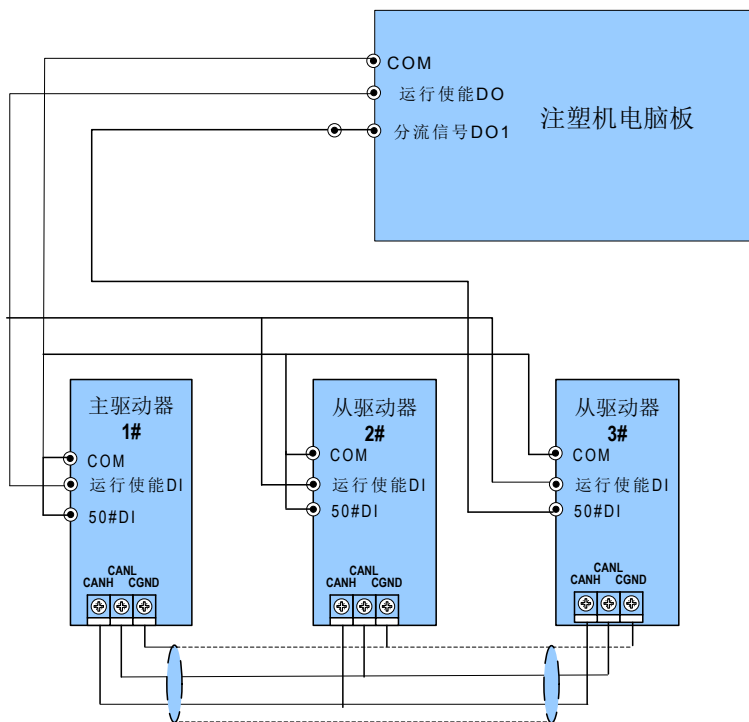 COM
运行使能DO
分流信号DO1
注塑机电脑板
主驱动器
1#
COM
运行使能DI
50#DI
CANL
CANH CGND
从驱动器
2#
COM
运行使能DI
50#DI
CANL
CANH CGND
从驱动器
3#
COM
运行使能DI
50#DI
CANL
CANH CGND